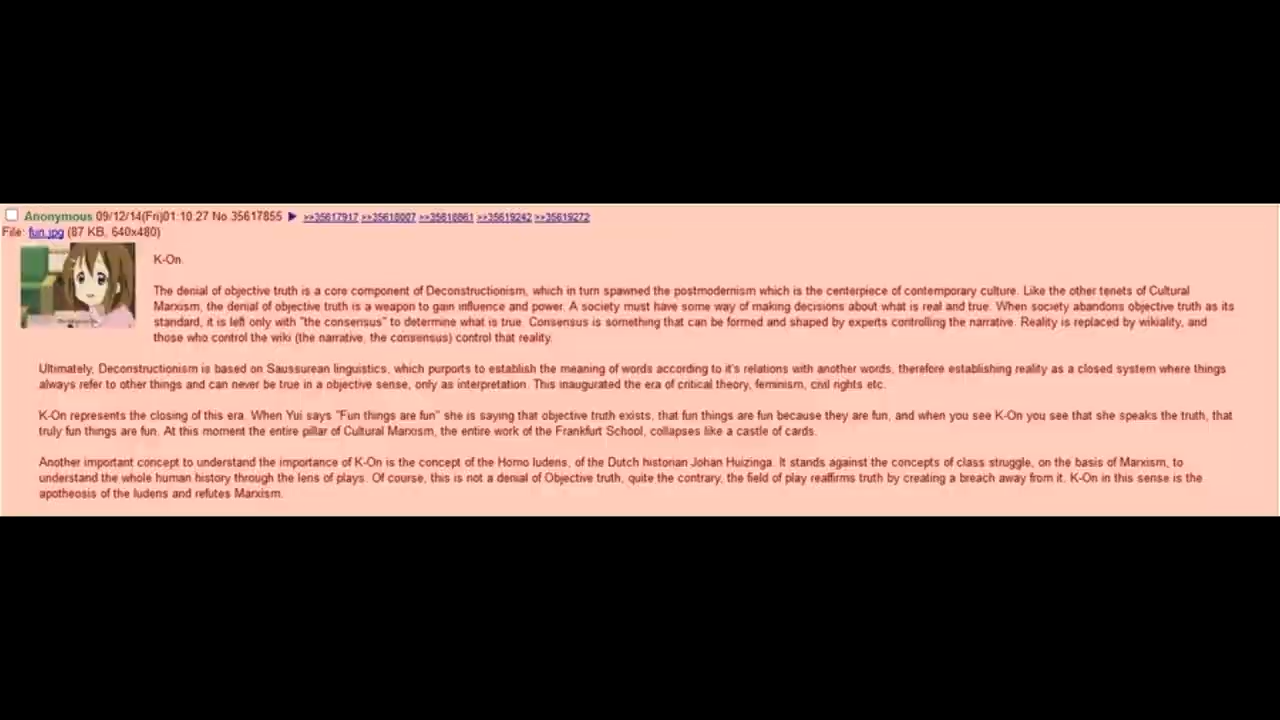 Anonymous 09/12/14(Fri)01:10:27 No 35617855 ▶ >>35617917 >>35618007 >>35618861 >>35619242 >>35619272
File: fun.jpg (87 KB, 640x480)
K-On.
The denial of objective truth is a core component of Deconstructionism, which in turn spawned the postmodernism which is the centerpiece of contemporary culture. Like the other tenets of Cultural
Marxism, the denial of objective truth is a weapon to gain influence and power. A society must have some way of making decisions about what is real and true. When society abandons objective truth as its
standard, it is left only with "the consensus" to determine what is true. Consensus is something that can be formed and shaped by experts controlling the narrative. Reality is replaced by wikiality, and
those who control the wiki (the narrative, the consensus) control that reality.
Ultimately, Deconstructionism is based on Saussurean linguistics, which purports to establish the meaning of words according to it's relations with another words, therefore establishing reality as a closed system where things
always refer to other things and can never be true in a objective sense, only as interpretation. This inaugurated the era of critical theory, feminism, civil rights etc.
K-On represents the closing of this era. When Yui says "Fun things are fun" she is saying that objective truth exists, that fun things are fun because they are fun, and when you see K-On you see that she speaks the truth, that
truly fun things are fun. At this moment the entire pillar of Cultural Marxism, the entire work of the Frankfurt School, collapses like a castle of cards.
Another important concept to understand the importance of K-On is the concept of the Homo ludens, of the Dutch historian Johan Huizinga. It stands against the concepts of class struggle, on the basis of Marxism, to
understand the whole human history through the lens of plays. Of course, this is not a denial of Objective truth, quite the contrary, the field of play reaffirms truth by creating a breach away from it. K-On in this sense is the
apotheosis of the ludens and refutes Marxism.